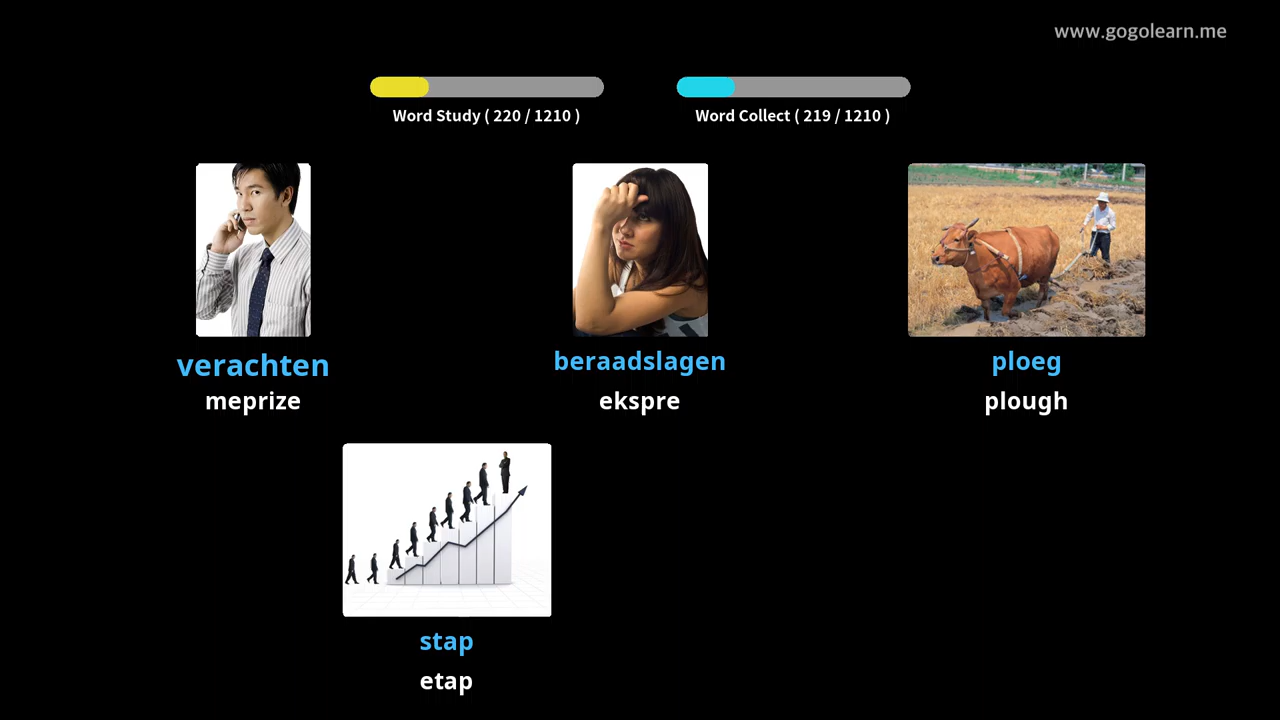 www.gogolearn.me
Word Study ( 220 / 1210 )
Word Collect ( 219 / 1210 )
verachten
meprize
beraadslagen
ekspre
ploeg
plough
stap
etap